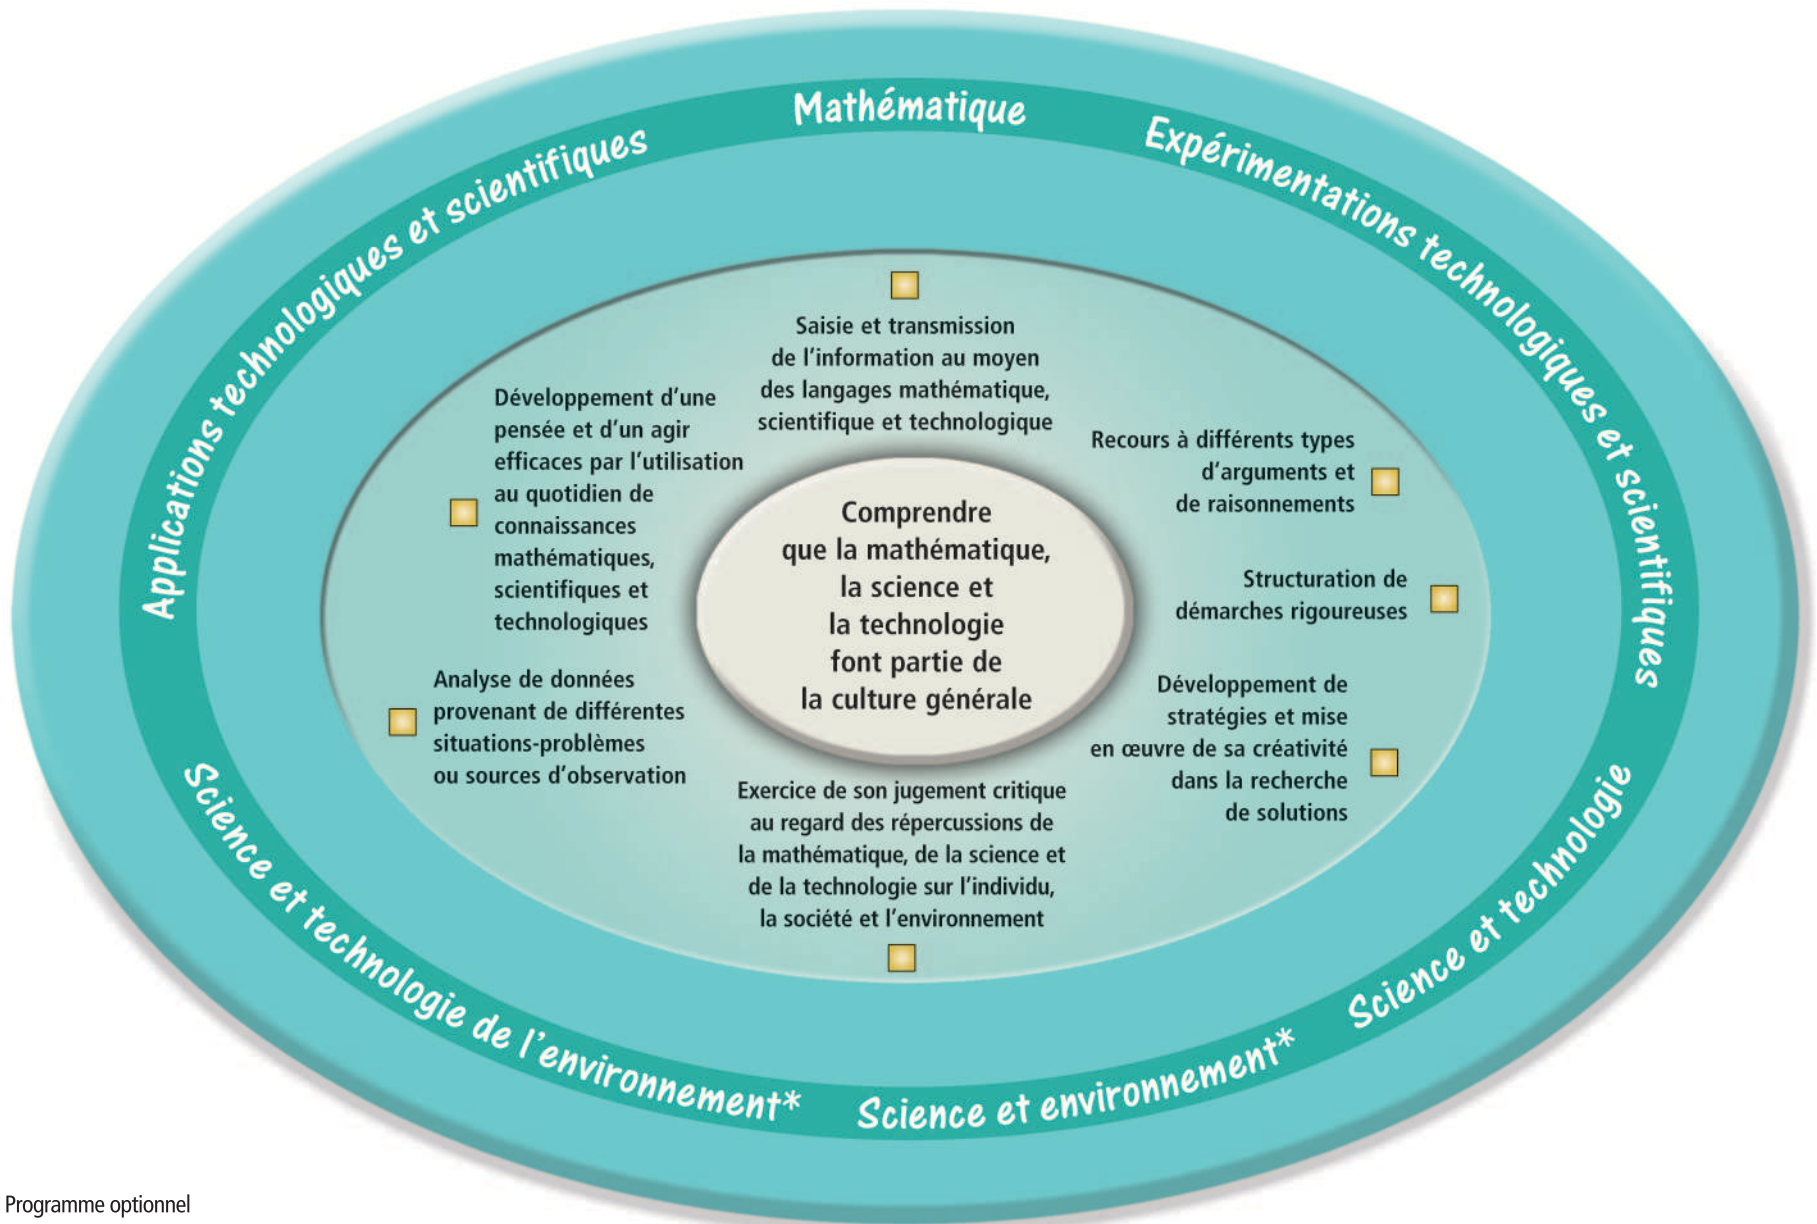 Mathématique
Expérimentations technologiques et scientifiques
Applications technologiques et scientifiques
Saisie et transmission
de l'information au moyen
des langages mathématique,
scientifique et technologique
Développement d'une
pensée et d'un agir
efficaces par l'utilisation
au quotidien de
connaissances
mathématiques,
scientifiques et
technologiques
Recours à différents types
d'arguments et
de raisonnements
Comprendre
que la mathématique,
la science et
la technologie
font partie de
la culture générale
Structuration de
démarches rigoureuses
Analyse de données
provenant de différentes
situations-problèmes
ou sources d'observation
Développement de
stratégies et mise
en œuvre de sa créativité
dans la recherche
de solutions
Exercice de son jugement critique
au regard des répercussions de
la mathématique, de la science et
de la technologie sur l'individu,
la société et l'environnement
Science et technologie de l'environnement*
Science et environnement*
Science et technologie
Programme optionnel